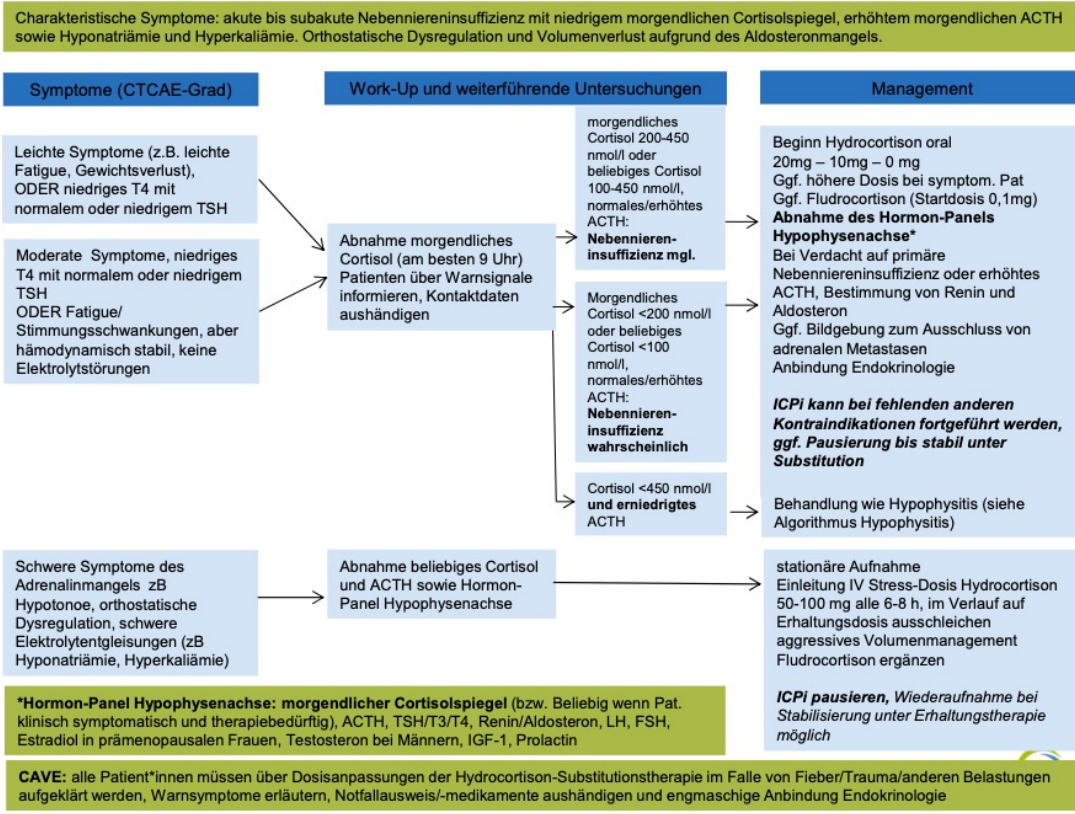 Charakteristische Symptome: akute bis subakute Nebenniereninsuffizienz mit niedrigem morgendlichen Cortisolspiegel, erhöhtem morgendlichen ACTH
sowie Hyponatriämie und Hyperkaliämie. Orthostatische Dysregulation und Volumenverlust aufgrund des Aldosteronmangels.
Symptome (CTCAE-Grad)
Work-Up und weiterführende Untersuchungen
Management
Leichte Symptome (z.B. leichte
Fatigue, Gewichtsverlust),
ODER niedriges T4 mit
normalem oder niedrigem TSH
Moderate Symptome, niedriges
T4 mit normalem oder niedrigem
TSH
ODER Fatigue/
Stimmungsschwankungen, aber
hämodynamisch stabil, keine
Elektrolytstörungen
Abnahme morgendliches
Cortisol (am besten 9 Uhr)
Patienten über Warnsignale
informieren, Kontaktdaten
aushändigen
morgendliches
Cortisol 200-450
nmol/l oder
beliebiges Cortisol
100-450 nmol/l,
normales/erhöhtes
ACTH:
Nebennieren-
insuffizienz mgl.
Morgendliches
Cortisol <200 nmol/l
oder beliebiges
Cortisol <100
nmol/l,
normales/erhöhtes
ACTH:
Nebennieren-
insuffizienz
wahrscheinlich
Cortisol <450 nmol/l
und erniedrigtes
ACTH
Beginn Hydrocortison oral
20mg – 10mg – 0 mg
Ggf. höhere Dosis bei symptom. Pat
Ggf. Fludrocortison (Startdosis 0,1mg)
Abnahme des Hormon-Panels
Hypophysenachse*
Bei Verdacht auf primäre
Nebenniereninsuffizienz oder erhöhtes
ACTH, Bestimmung von Renin und
Aldosteron
Ggf. Bildgebung zum Ausschluss von
adrenalen Metastasen
Anbindung Endokrinologie
ICPi kann bei fehlenden anderen
Kontraindikationen fortgeführt werden,
ggf. Pausierung bis stabil unter
Substitution
Behandlung wie Hypophysitis (siehe
Algorithmus Hypophysitis)
Schwere Symptome des
Adrenalinmangels zB
Hypotonoe, orthostatische
Dysregulation, schwere
Elektrolytentgleisungen (zB
Hyponatriämie, Hyperkaliämie)
Abnahme beliebiges Cortisol
und ACTH sowie Hormon-
Panel Hypophysenachse
stationäre Aufnahme
Einleitung IV Stress-Dosis Hydrocortison
50-100 mg alle 6-8 h, im Verlauf auf
Erhaltungsdosis ausschleichen
aggressives Volumenmanagement
Fludrocortison ergänzen
ICPi pausieren, Wiederaufnahme bei
Stabilisierung unter Erhaltungstherapie
möglich
*Hormon-Panel Hypophysenachse: morgendlicher Cortisolspiegel (bzw. Beliebig wenn Pat.
klinisch symptomatisch und therapiebedürftig), ACTH, TSH/T3/T4, Renin/Aldosteron, LH, FSH,
Estradiol in prämenopausalen Frauen, Testosteron bei Männern, IGF-1, Prolactin
CAVE: alle Patient*innen müssen über Dosisanpassungen der Hydrocortison-Substitutionstherapie im Falle von Fieber/Trauma/anderen Belastungen
aufgeklärt werden, Warnsymptome erläutern, Notfallausweis/-medikamente aushändigen und engmaschige Anbindung Endokrinologie